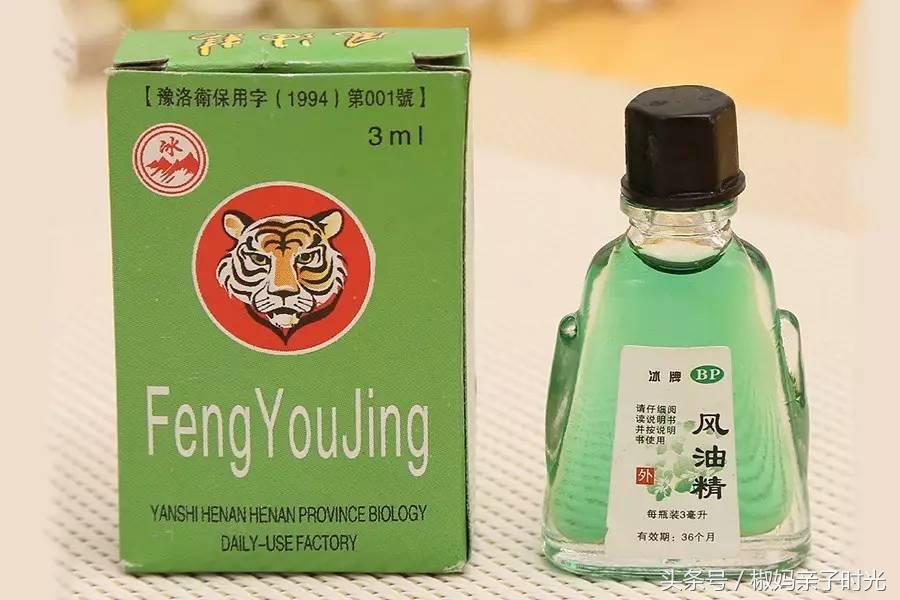 风油精
【豫洛衛保用字(1994)第001號】
3ml
冰
FengYouJing
YANSHI HENAN HENAN PROVINCE BIOLOGY
DAILY-USE FACTORY
冰牌 BP
请仔细阅
读说明书
并按说明
书使用
风油精
外
每瓶装3毫升
有效期：36个月
头条号 / 椒妈亲子时光